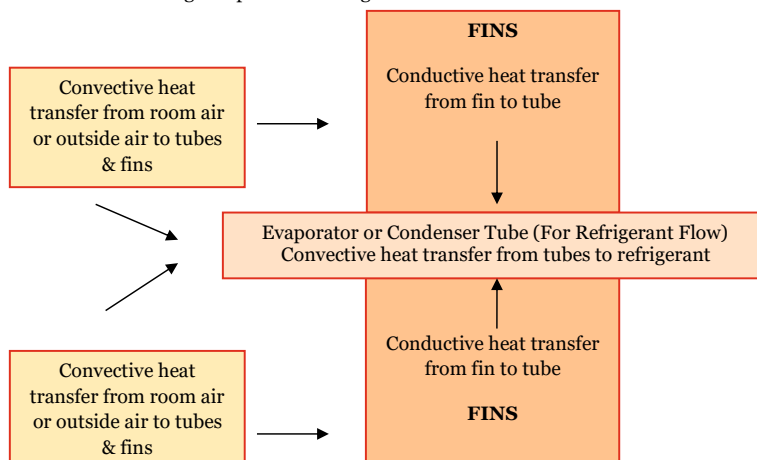 FINS
Conductive heat transfer
from fin to tube
Convective heat
transfer from room air
or outside air to tubes
& fins
Evaporator or Condenser Tube (For Refrigerant Flow)
Convective heat transfer from tubes to refrigerant
Conductive heat transfer
from fin to tube
FINS
Convective heat
transfer from room air
or outside air to tubes
& fins